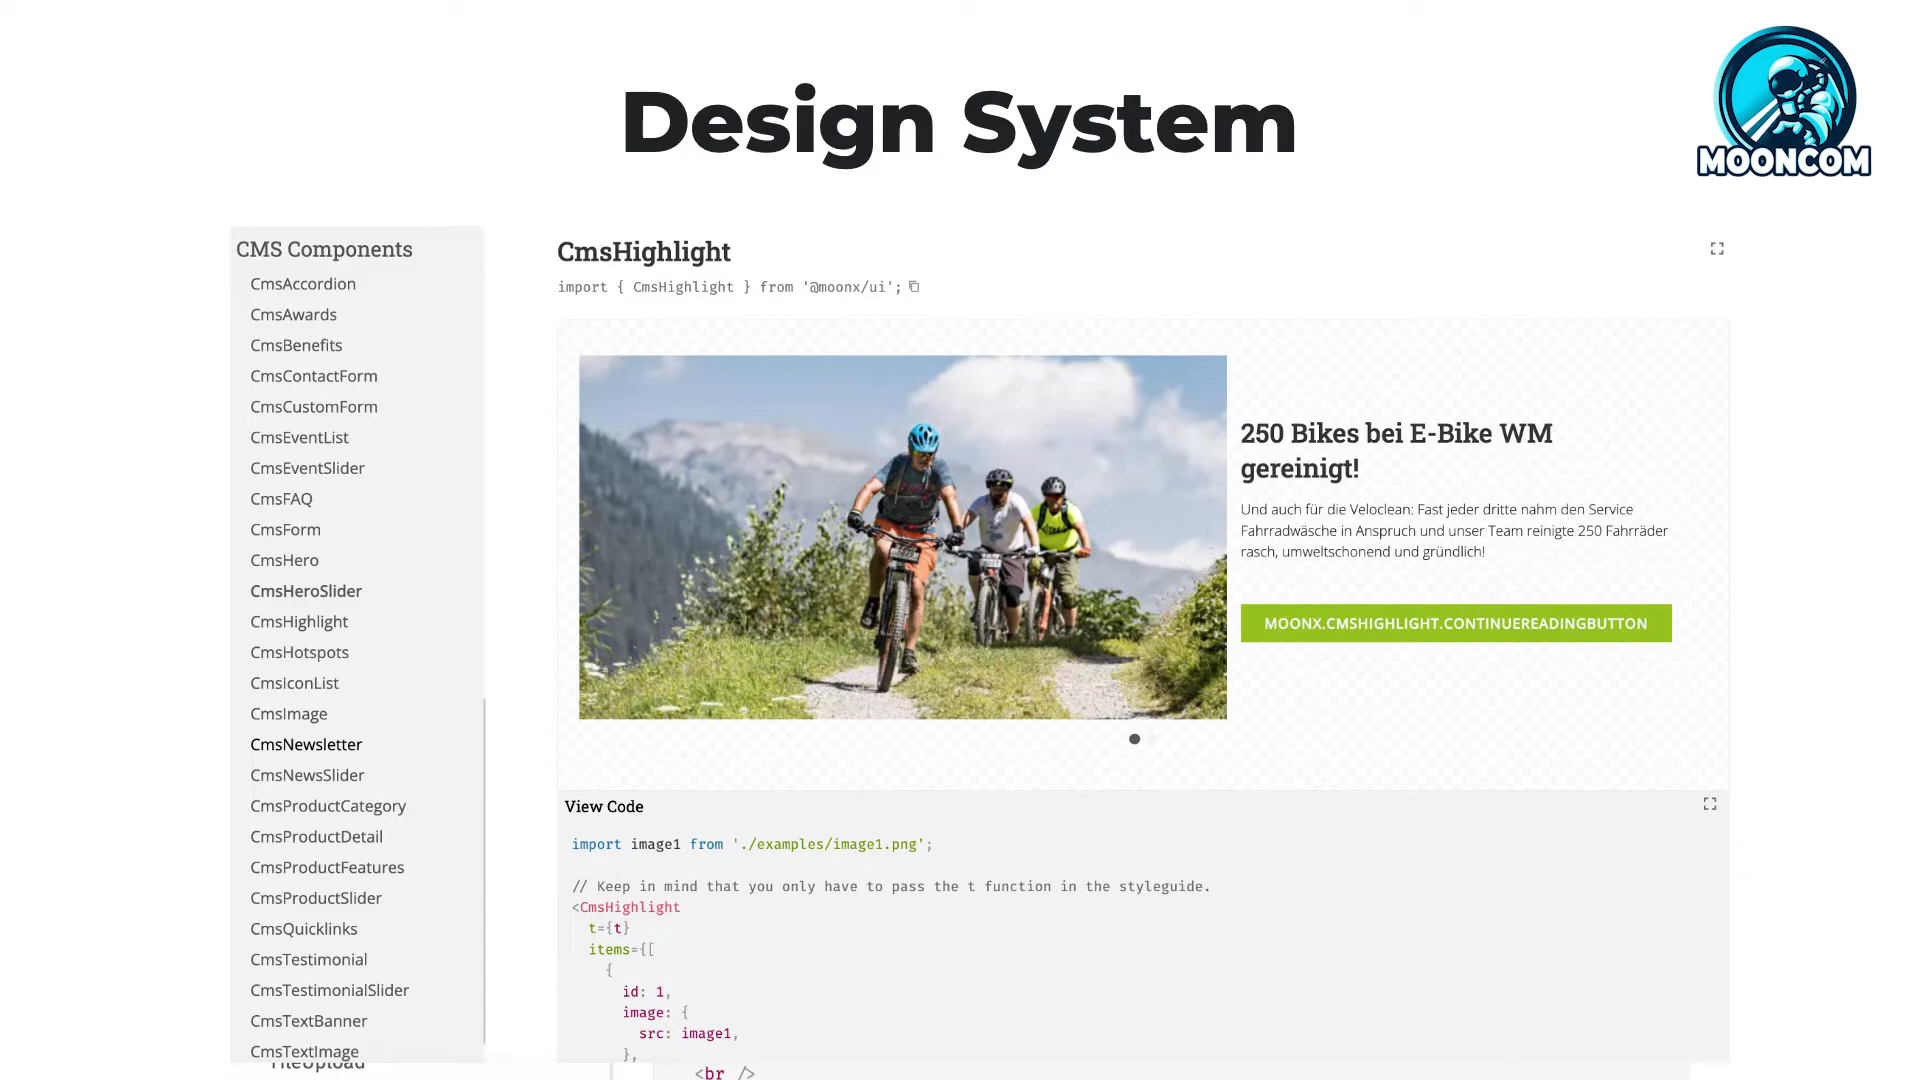 Design System
MOONCOM
CMS Components
CmsAccordion
CmsAwards
CmsBenefits
CmsContactForm
CmsCustomForm
CmsEventList
CmsEventSlider
CmsFAQ
CmsForm
CmsHero
CmsHeroSlider
CmsHighlight
CmsHotspots
CmsIconList
CmsImage
CmsNewsletter
CmsNewsSlider
CmsProductCategory
CmsProductDetail
CmsProductFeatures
CmsProductSlider
CmsQuicklinks
CmsTestimonial
CmsTestimonialSlider
CmsTextBanner
CmsTextImage
CmsHighlight
import { CmsHighlight } from '@moonx/ui';
250 Bikes bei E-Bike WM
gereinigt!
Und auch für die Veloclean: Fast jeder dritte nahm den Service
Fahrradwäsche in Anspruch und unser Team reinigte 250 Fahrräder
rasch, umweltschonend und gründlich!
MOONX.CMSHIGHLIGHT.CONTINUEREADINGBUTTON
View Code
import image1 from './examples/image1.png';
// Keep in mind that you only have to pass the t function in the styleguide.
<CmsHighlight
t={t}
items={[
{
id: 1,
image: {
src: image1,
},
<br />